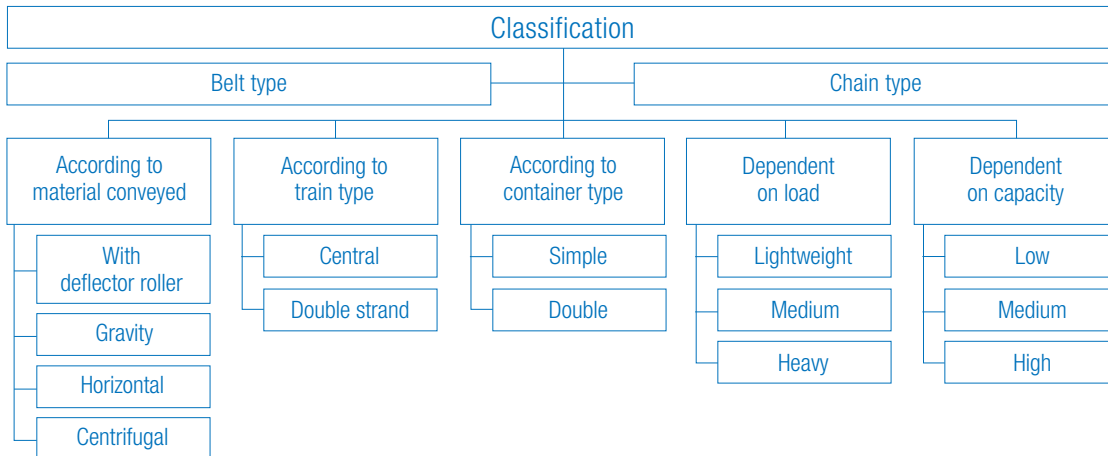 Classification
Belt type
Chain type
According to
material conveyed
With
deflector roller
Gravity
Horizontal
Centrifugal
According to
train type
Central
Double strand
According to
container type
Simple
Double
Dependent
on load
Lightweight
Medium
Heavy
Dependent
on capacity
Low
Medium
High